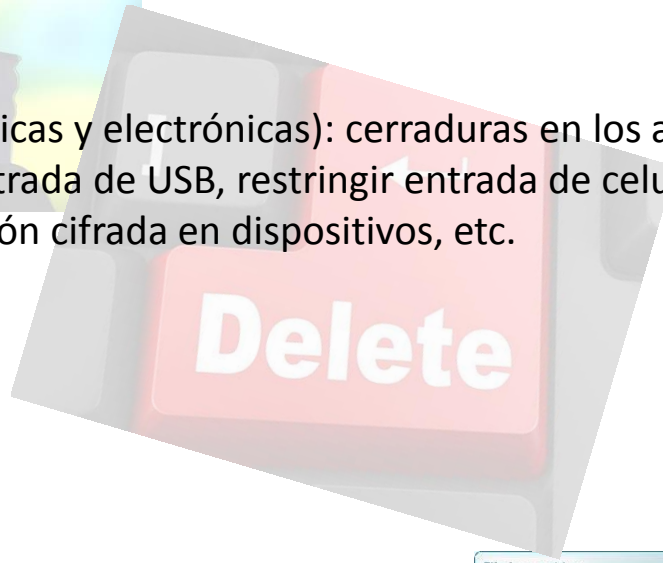 icas y electrónicas): cerraduras en los a
trada de USB, restringir entrada de celu
ón cifrada en dispositivos, etc.
Delete